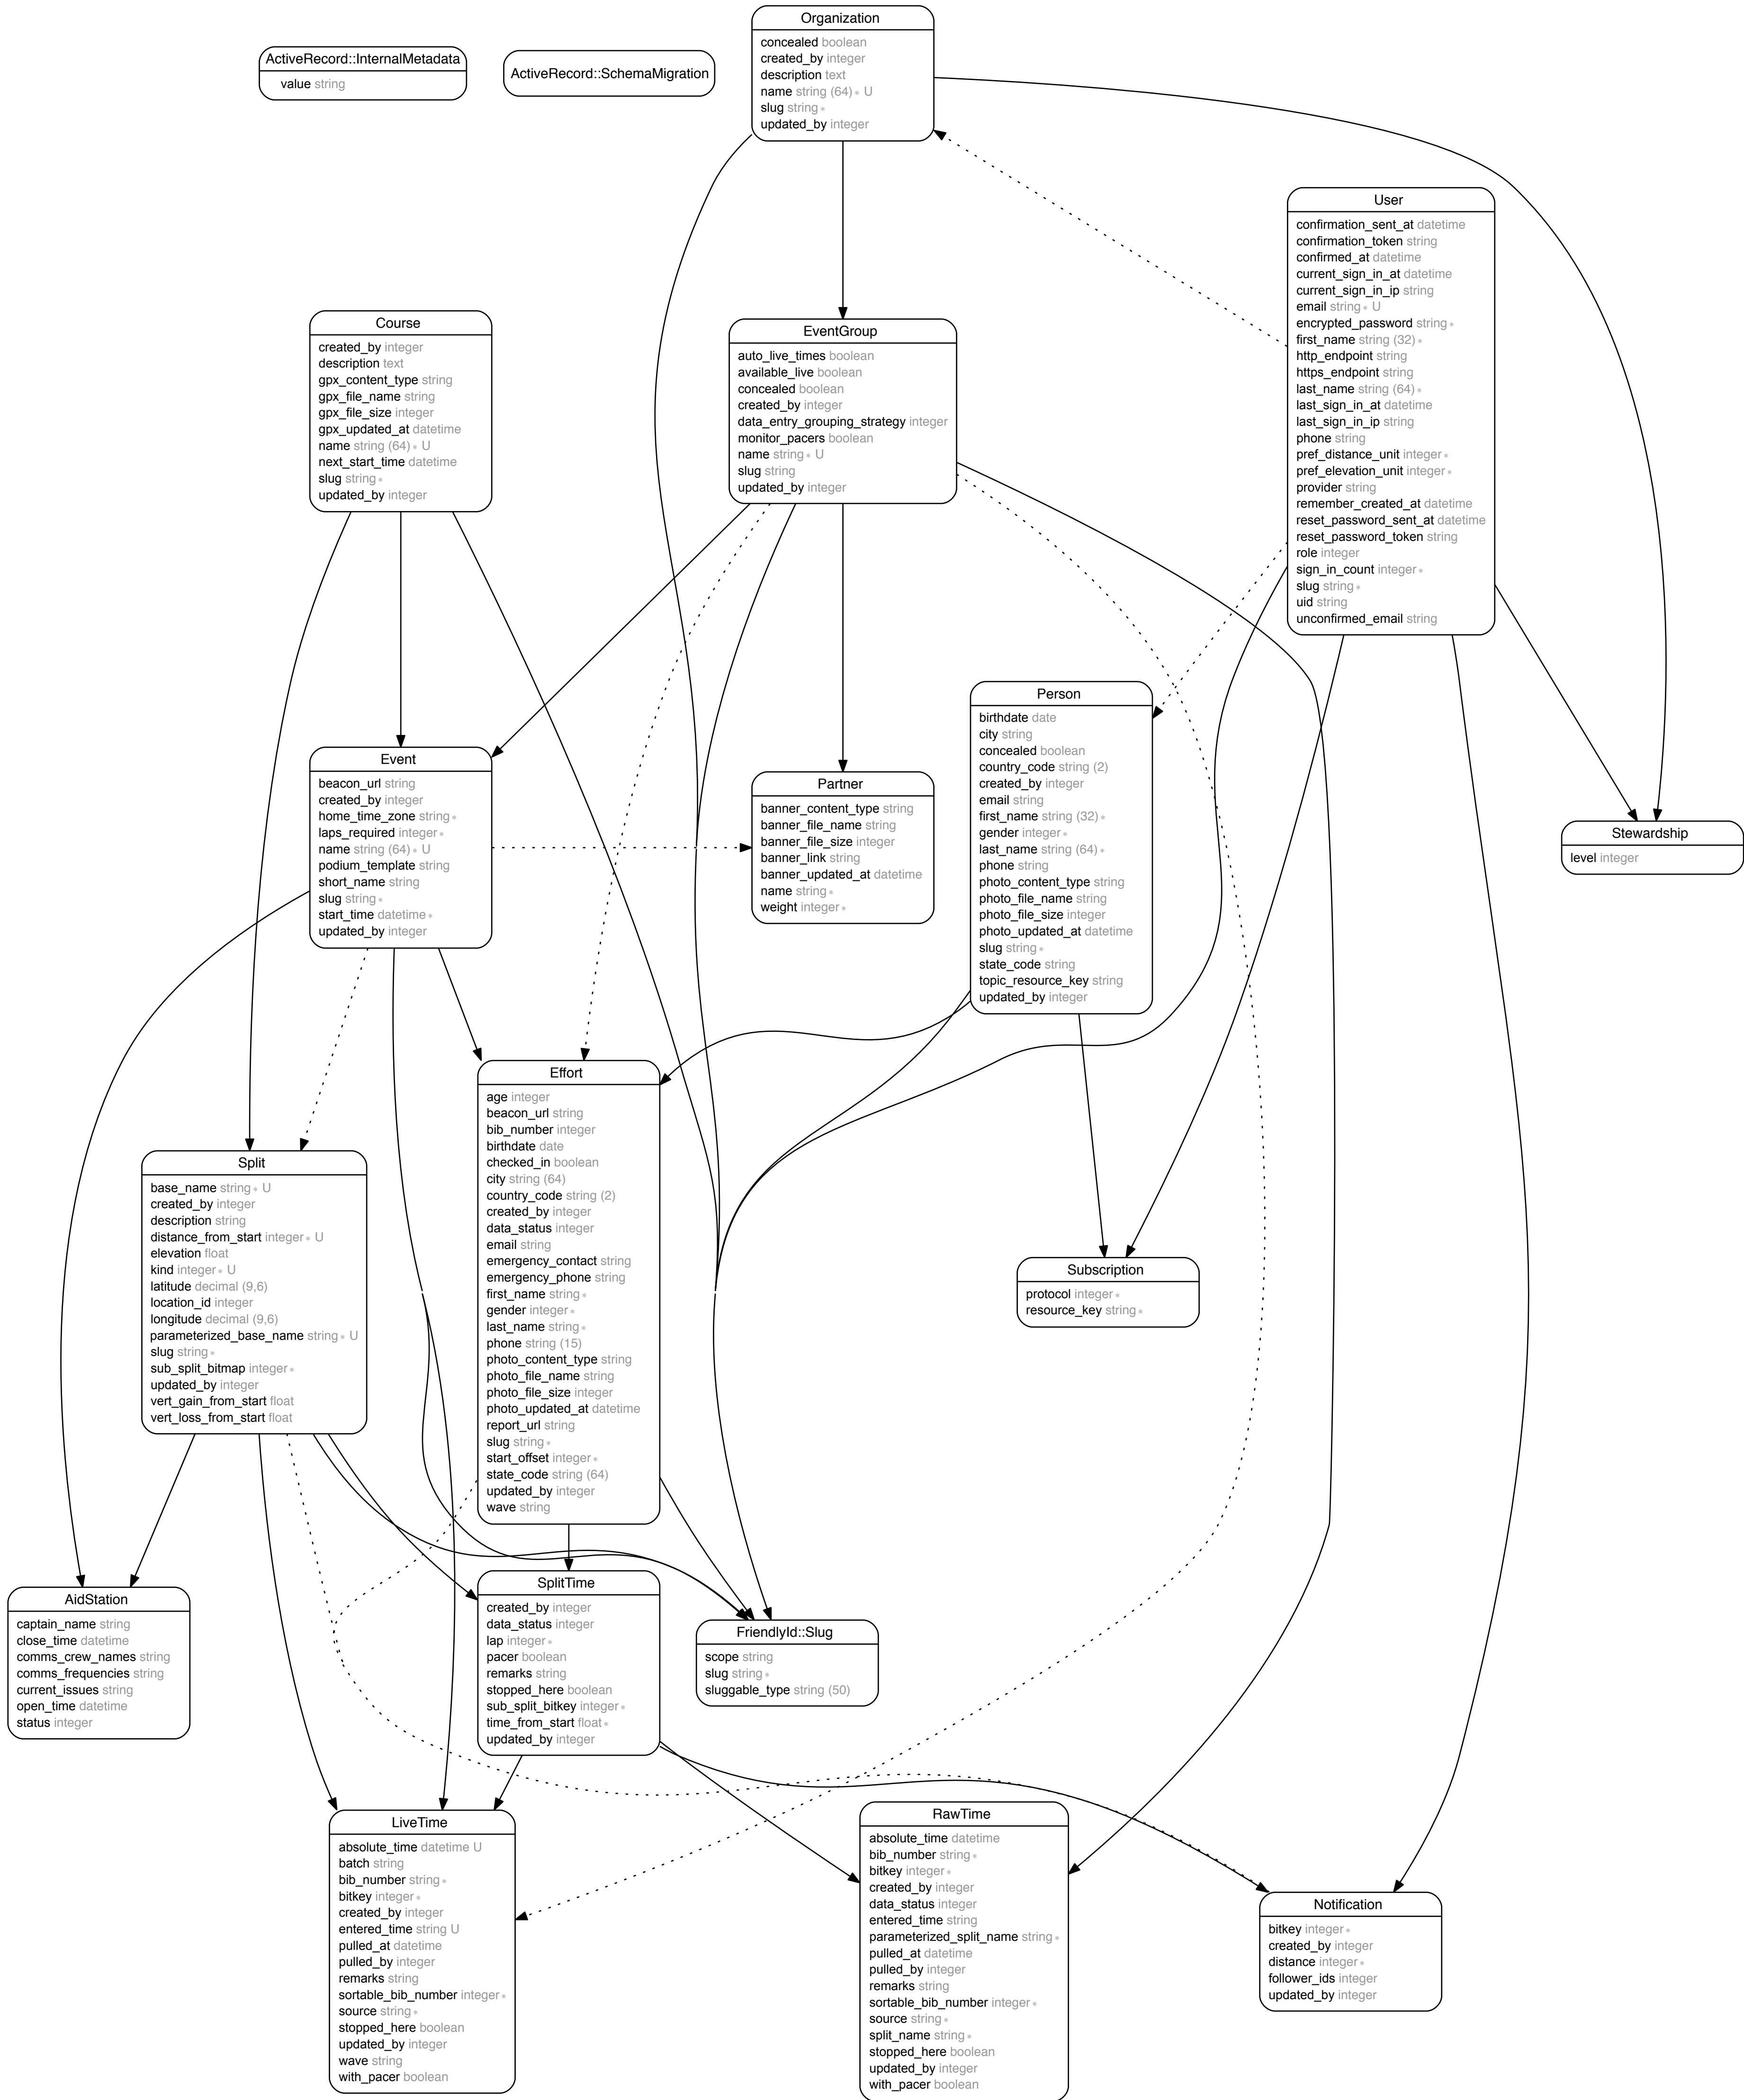 Organization
concealed boolean
created_by integer
description text
name string (64) * U
slug string *
updated_by integer
ActiveRecord::InternalMetadata
value string
ActiveRecord::SchemaMigration
User
confirmation_sent_at datetime
confirmation_token string
confirmed_at datetime
current_sign_in_at datetime
current_sign_in_ip string
email string * U
encrypted_password string *
first_name string (32) *
http_endpoint string
https_endpoint string
last_name string (64) *
last_sign_in_at datetime
last_sign_in_ip string
phone string
pref_distance_unit integer *
pref_elevation_unit integer *
provider string
remember_created_at datetime
reset_password_sent_at datetime
reset_password_token string
role integer
sign_in_count integer *
slug string *
uid string
unconfirmed_email string
Course
created_by integer
description text
gpx_content_type string
gpx_file_name string
gpx_file_size integer
gpx_updated_at datetime
name string (64) * U
next_start_time datetime
slug string *
updated_by integer
EventGroup
auto_live_times boolean
available_live boolean
concealed boolean
created_by integer
data_entry_grouping_strategy integer
monitor_pacers boolean
name string * U
slug string
updated_by integer
Person
birthdate date
city string
concealed boolean
country_code string (2)
created_by integer
email string
first_name string (32) *
gender integer *
last_name string (64) *
phone string
photo_content_type string
photo_file_name string
photo_file_size integer
photo_updated_at datetime
slug string *
state_code string
topic_resource_key string
updated_by integer
Event
beacon_url string
created_by integer
home_time_zone string *
laps_required integer *
name string (64) * U
podium_template string
short_name string
slug string *
start_time datetime *
updated_by integer
Partner
banner_content_type string
banner_file_name string
banner_file_size integer
banner_link string
banner_updated_at datetime
name string *
weight integer *
Stewardship
level integer
Effort
age integer
beacon_url string
bib_number integer
birthdate date
checked_in boolean
city string (64)
country_code string (2)
created_by integer
data_status integer
email string
emergency_contact string
emergency_phone string
first_name string *
gender integer *
last_name string *
phone string (15)
photo_content_type string
photo_file_name string
photo_file_size integer
photo_updated_at datetime
report_url string
slug string *
start_offset integer *
state_code string (64)
updated_by integer
wave string
Split
base_name string * U
created_by integer
description string
distance_from_start integer * U
elevation float
kind integer * U
latitude decimal (9,6)
location_id integer
longitude decimal (9,6)
parameterized_base_name string * U
slug string *
sub_split_bitmap integer *
updated_by integer
vert_gain_from_start float
vert_loss_from_start float
Subscription
protocol integer *
resource_key string *
AidStation
captain_name string
close_time datetime
comms_crew_names string
comms_frequencies string
current_issues string
open_time datetime
status integer
SplitTime
created_by integer
data_status integer
lap integer *
pacer boolean
remarks string
stopped_here boolean
sub_split_bitkey integer *
time_from_start float *
updated_by integer
FriendlyId::Slug
scope string
slug string *
sluggable_type string (50)
LiveTime
absolute_time datetime U
batch string
bib_number string *
bitkey integer *
created_by integer
entered_time string U
pulled_at datetime
pulled_by integer
remarks string
sortable_bib_number integer *
source string *
stopped_here boolean
updated_by integer
wave string
with_pacer boolean
RawTime
absolute_time datetime
bib_number string *
bitkey integer *
created_by integer
data_status integer
entered_time string
parameterized_split_name string *
pulled_at datetime
pulled_by integer
remarks string
sortable_bib_number integer *
source string *
split_name string *
stopped_here boolean
updated_by integer
with_pacer boolean
Notification
bitkey integer *
created_by integer
distance integer *
follower_ids integer
updated_by integer